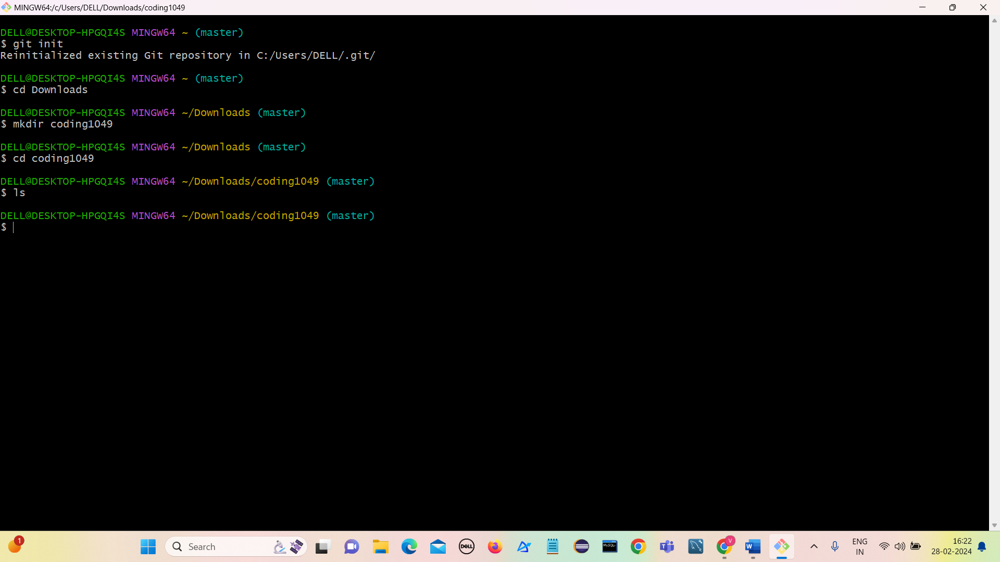 MINGW64:/c/Users/DELL/Downloads/coding1049
DELL@DESKTOP-HPGQI4S MINGW64 ~ (master)
$ git init
Reinitialized existing Git repository in C:/Users/DELL/.git/
DELL@DESKTOP-HPGQI4S MINGW64 ~ (master)
$ cd Downloads
DELL@DESKTOP-HPGQI4S MINGW64 ~/Downloads (master)
$ mkdir coding1049
DELL@DESKTOP-HPGQI4S MINGW64 ~/Downloads (master)
$ cd coding1049
DELL@DESKTOP-HPGQI4S MINGW64 ~/Downloads/coding1049 (master)
$ ls
DELL@DESKTOP-HPGQI4S MINGW64 ~/Downloads/coding1049 (master)
$
1
Search
DELL
V
W
ENG
IN
16:22
28-02-2024